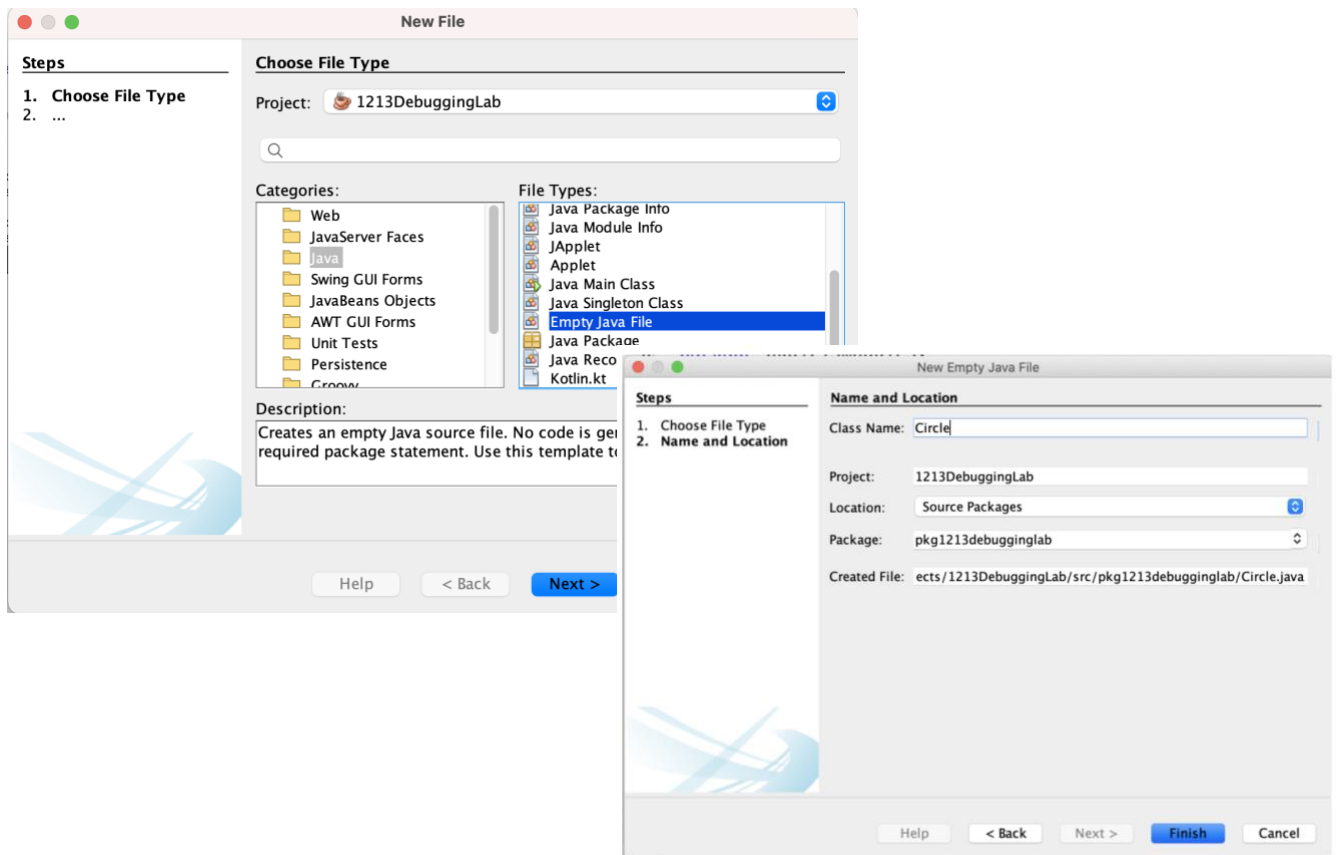 New File
Steps
1. Choose File Type
2. ...
Choose File Type
Project: 1213DebuggingLab
Categories:
Web
JavaServer Faces
Java
Swing GUI Forms
JavaBeans Objects
AWT GUI Forms
Unit Tests
Persistence
Groovy
File Types:
Java Package Info
Java Module Info
JApplet
Applet
Java Main Class
Java Singleton Class
Empty Java File
Java Package
Java Reco
Kotlin.kt
Description:
Creates an empty Java source file. No code is ge
required package statement. Use this template t
Help
< Back
Next >
New Empty Java File
Steps
1. Choose File Type
2. Name and Location
Name and Location
Class Name: Circle
Project: 1213DebuggingLab
Location: Source Packages
Package: pkg1213debugginglab
Created File: ects/1213DebuggingLab/src/pkg1213debugginglab/Circle.java
Help
< Back
Next >
Finish
Cancel